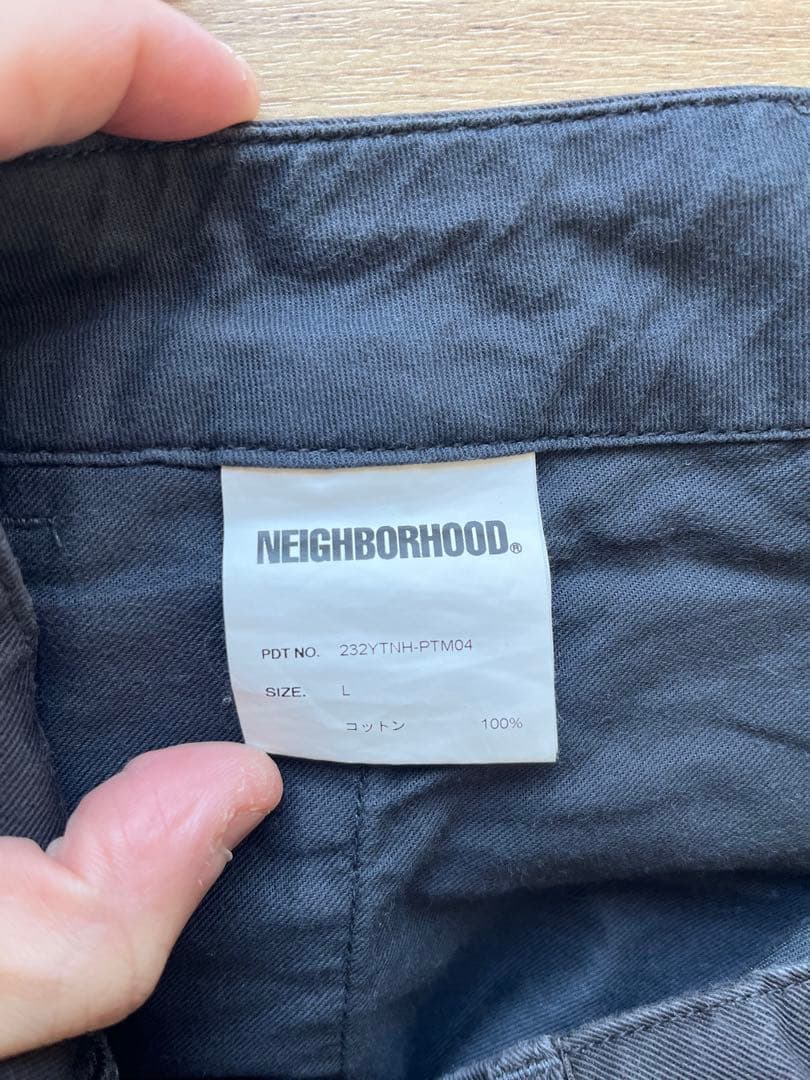 NEIGHBORHOOD®
PDT NO. 232YTNH-PTM04
SIZE. L
コットン 100%